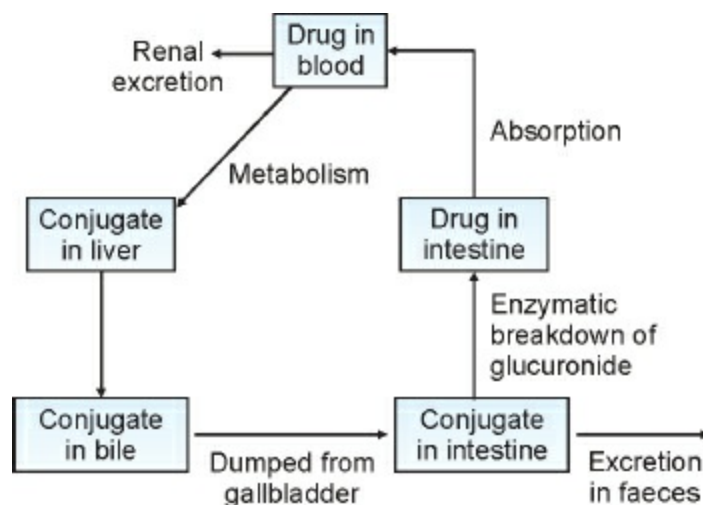 Drug in
blood
Renal
excretion
Absorption
Metabolism
Conjugate
in liver
Drug in
intestine
Enzymatic
breakdown of
glucuronide
Conjugate
in bile
Conjugate
in intestine
Dumped from
gallbladder
Excretion
in faeces